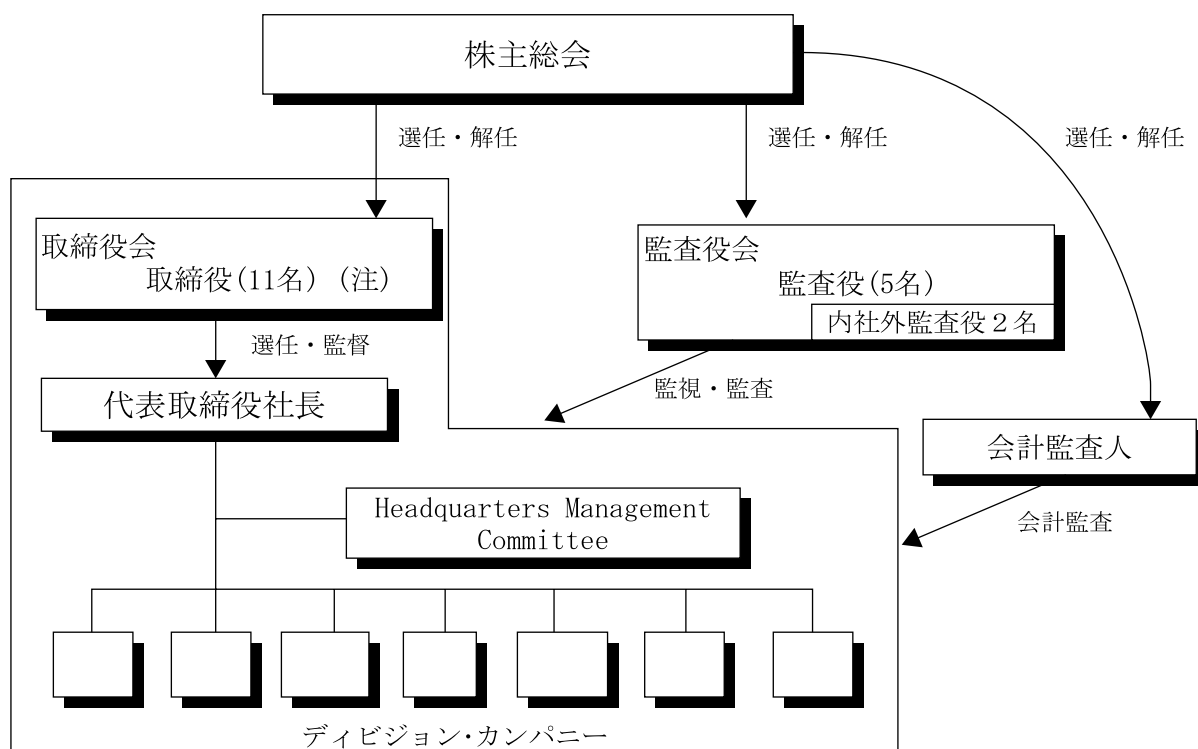 株主総会
選任・解任
選任・解任
選任・解任
取締役会
取締役(11名) (注)
監査役会
監査役(5名)
内社外監査役２名
選任・監督
監視・監査
代表取締役社長
会計監査人
会計監査
Headquarters Management
Committee
ディビジョン・カンパニー